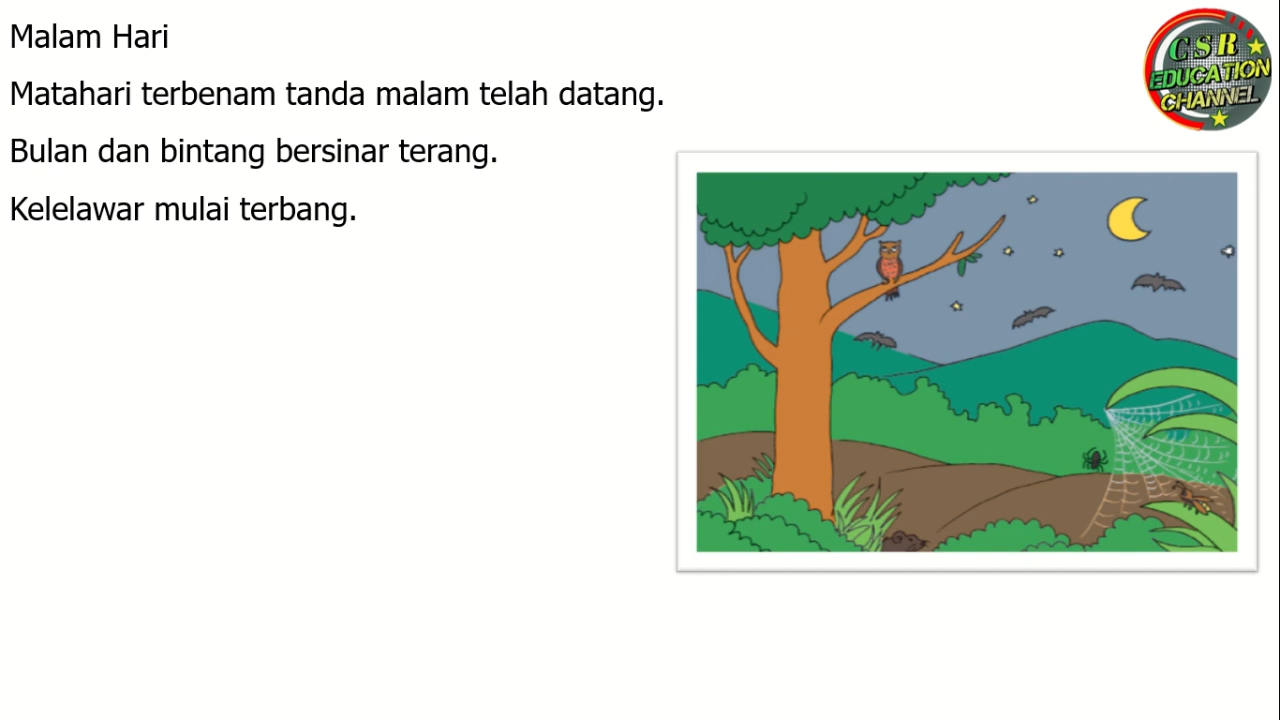 Malam Hari
Matahari terbenam tanda malam telah datang.
Bulan dan bintang bersinar terang.
Kelelawar mulai terbang.
CSR
EDUCATION
CHANNEL